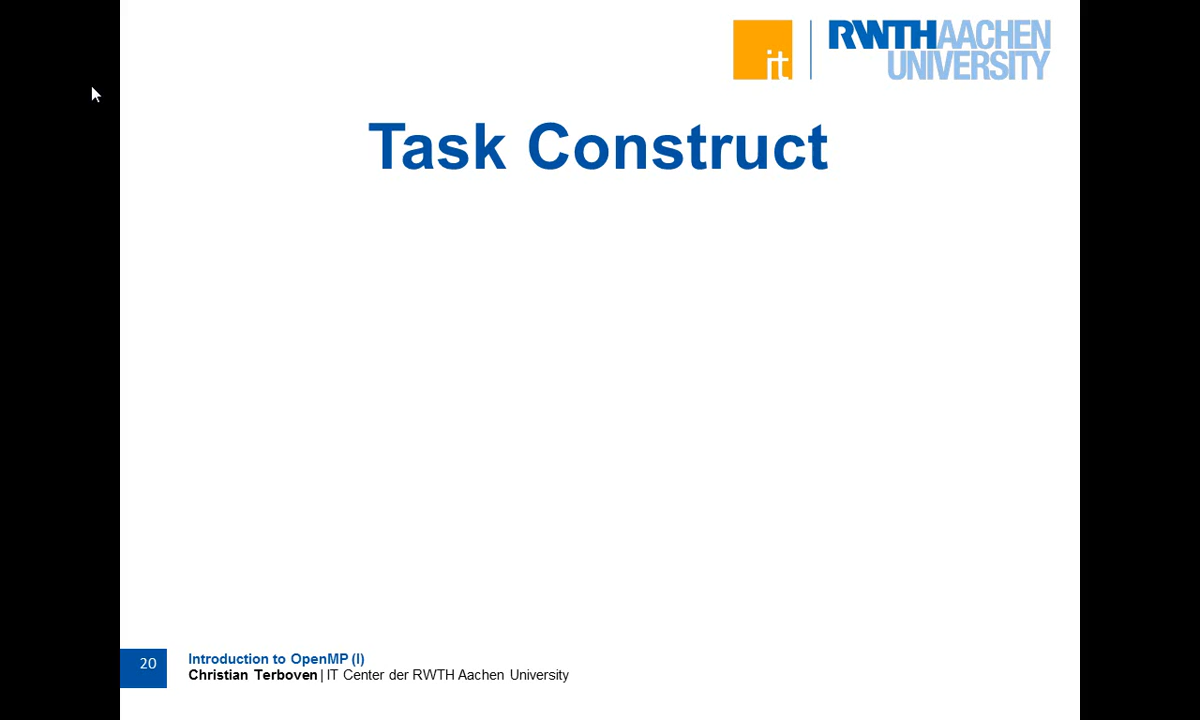 it
RWTHAACHEN
UNIVERSITY
Task Construct
20
Introduction to OpenMP (I)
Christian Terboven | IT Center der RWTH Aachen University